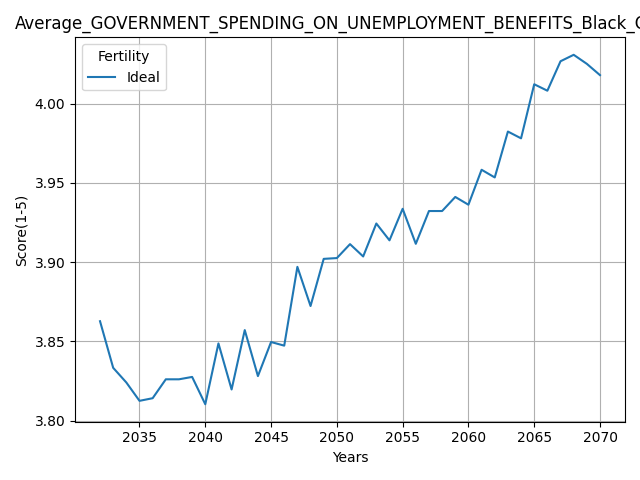 Average_GOVERNMENT_SPENDING_ON_UNEMPLOYMENT_BENEFITS_Black_
Fertility
Ideal
4.00
3.95
3.90
3.85
3.80
Score(1-5)
2035 2040 2045 2050 2055 2060 2065 2070
Years